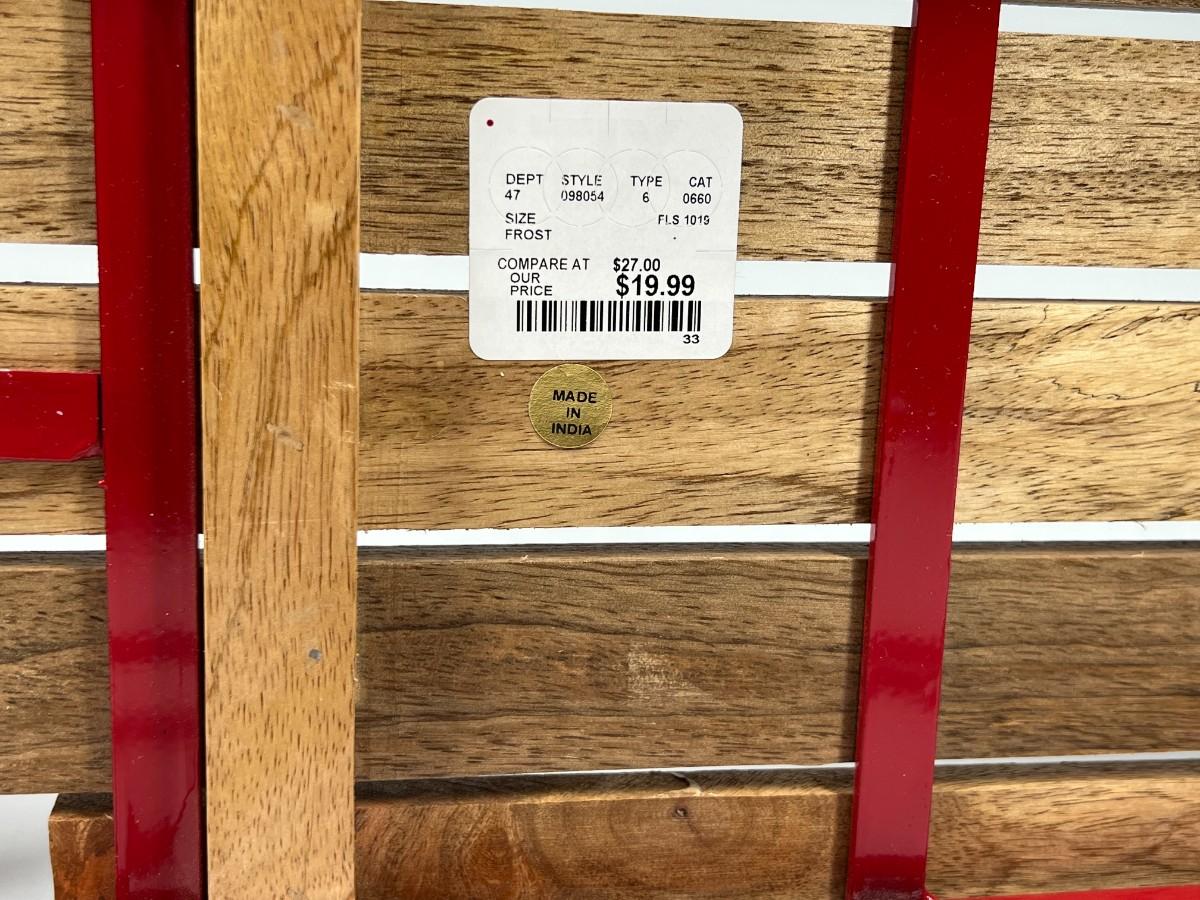 DEPT STYLE TYPE CAT
47 098054 6 0660
SIZE FLS 1019
FROST
COMPARE AT $27.00
OUR
PRICE $19.99
33
MADE
IN
INDIA